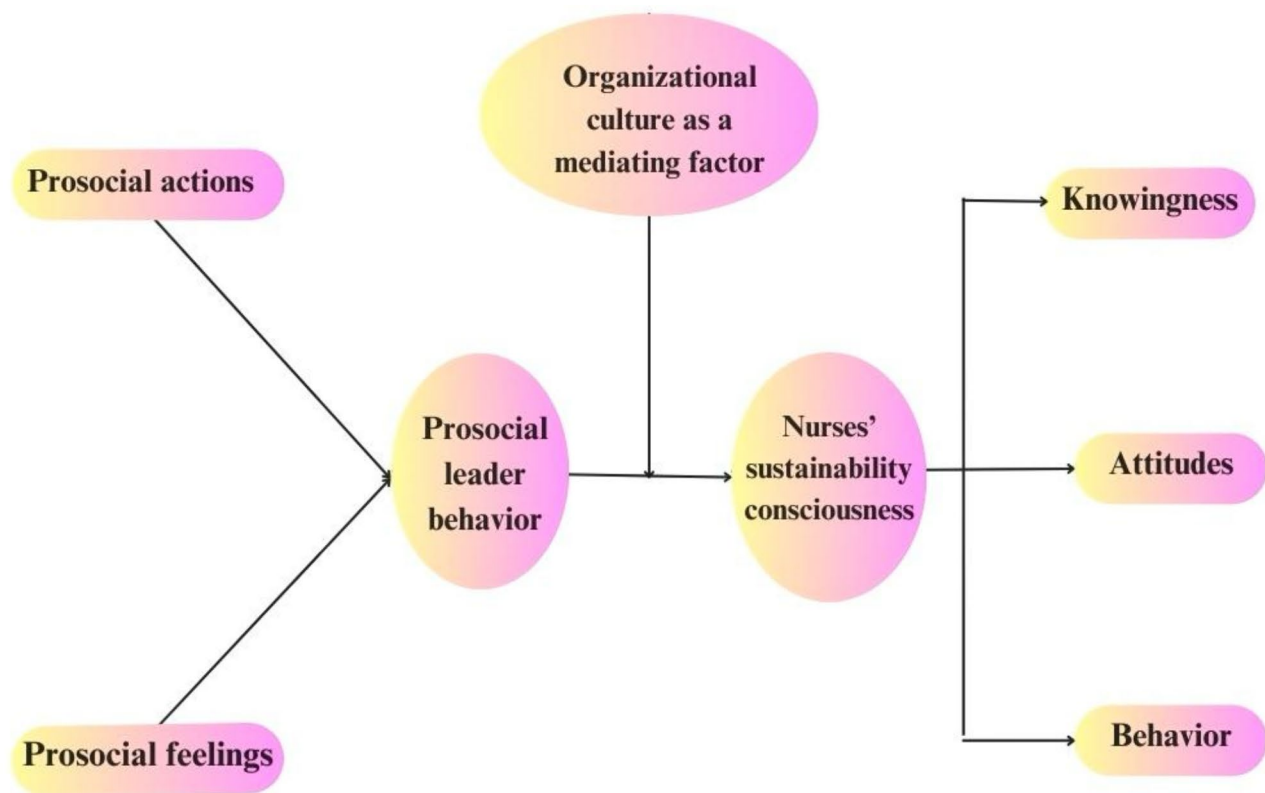 Organizational
culture as a
mediating factor
Prosocial actions
Knowingness
Prosocial
leader
behavior
Nurses’
sustainability
consciousness
Attitudes
Prosocial feelings
Behavior